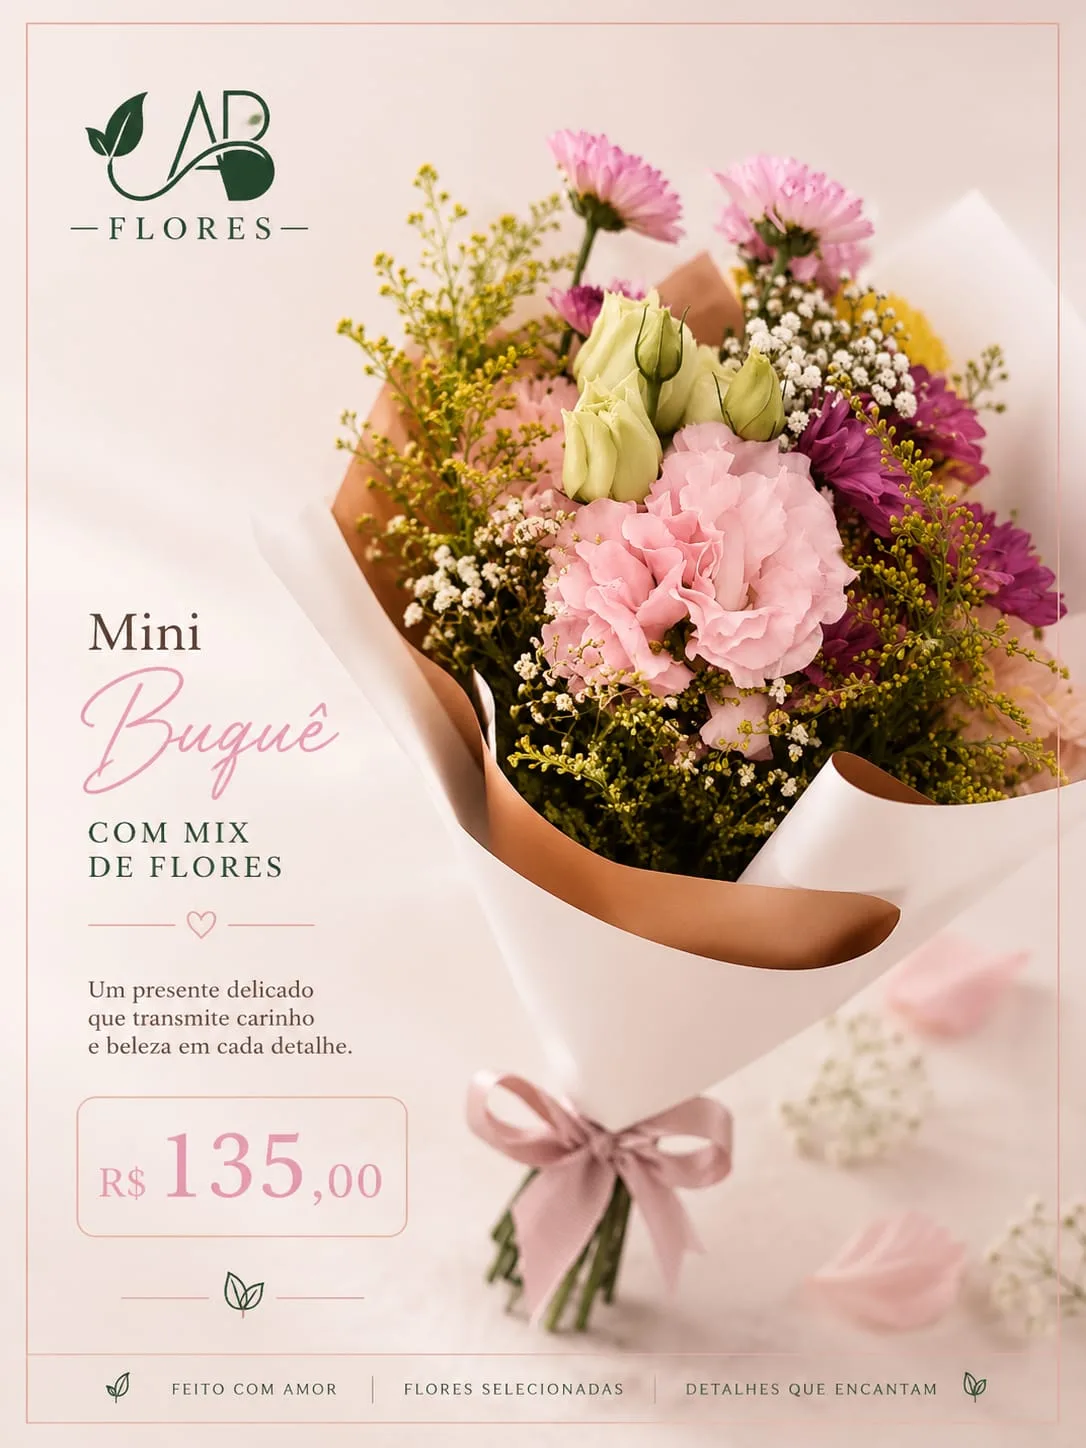 AB
FLORES
Mini
Buquê
COM MIX
DE FLORES
Um presente delicado
que transmite carinho
e beleza em cada detalhe.
R$ 135,00
FEITO COM AMOR | FLORES SELECIONADAS | DETALHES QUE ENCANTAM